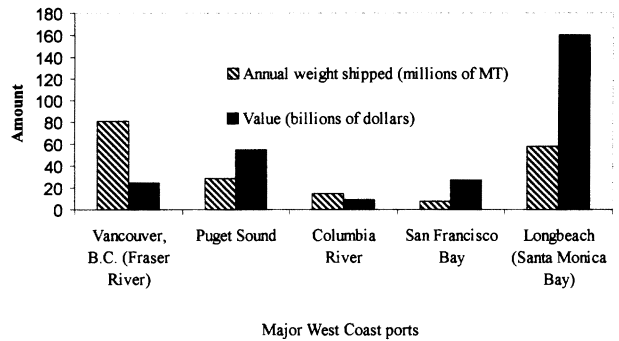 180
160
140
120
100
80
60
40
20
0
Amount
Annual weight shipped (millions of MT)
Value (billions of dollars)
Vancouver,
B.C. (Fraser
River)
Puget Sound
Columbia
River
San Francisco
Bay
Longbeach
(Santa Monica
Bay)
Major West Coast ports